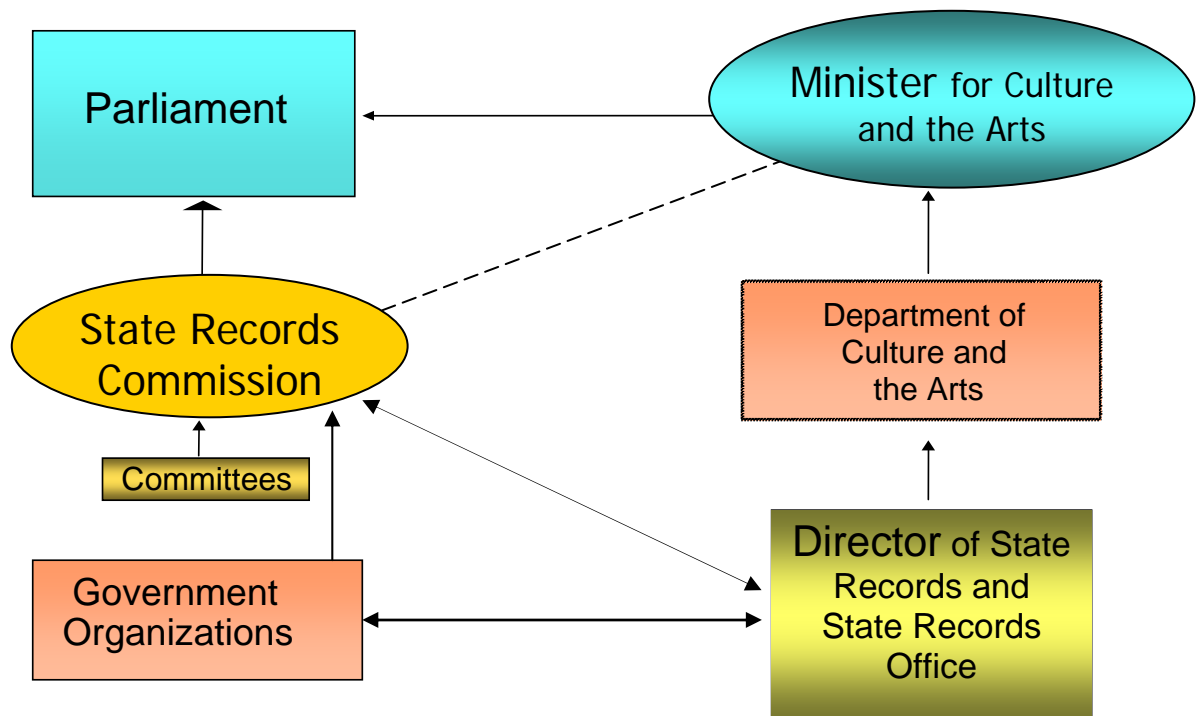 Parliament
Minister for Culture
and the Arts
State Records
Commission
Department of
Culture and
the Arts
Committees
Director of State
Records and
State Records
Office
Government
Organizations